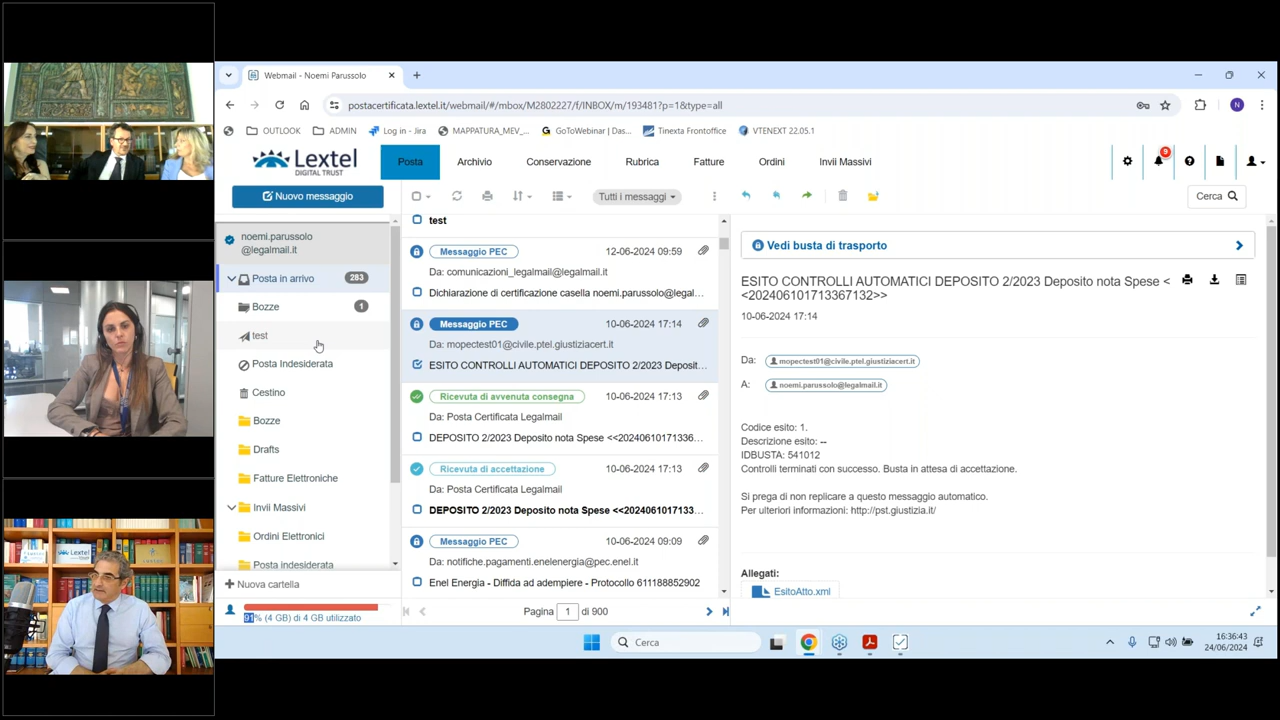 Webmail - Noemi Parussolo
postacertificata.lextel.it/webmail/#/mbox/M2802227/f/INBOX/m/193481?p=1&type=all
N
OUTLOOK
ADMIN
Log in - Jira
MAPPATURA_MEV_...
GoToWebinar | Das...
Tinexta Frontoffice
VTENEXT 22.05.1
Lextel
DIGITAL TRUST
Posta
Archivio
Conservazione
Rubrica
Fatture
Ordini
Invii Massivi
9
Nuovo messaggio
Tutti i messaggi
Cerca
noemi.parussolo
@legalmail.it
Posta in arrivo
283
Bozze
1
test
Posta Indesiderata
Cestino
Bozze
Drafts
Fatture Elettroniche
Invii Massivi
Ordini Elettronici
Posta indesiderata
Nuova cartella
91% (4 GB) di 4 GB utilizzato
test
Messaggio PEC
12-06-2024 09:59
Da: comunicazioni_legalmail@legalmail.it
Dichiarazione di certificazione casella noemi.parussolo@legal...
Messaggio PEC
10-06-2024 17:14
Da: mopectest01@civile.ptel.giustiziacert.it
ESITO CONTROLLI AUTOMATICI DEPOSITO 2/2023 Deposit...
Ricevuta di avvenuta consegna
10-06-2024 17:13
Da: Posta Certificata Legalmail
DEPOSITO 2/2023 Deposito nota Spese <<20240610171336...
Ricevuta di accettazione
10-06-2024 17:13
Da: Posta Certificata Legalmail
DEPOSITO 2/2023 Deposito nota Spese <<2024061017133...
Messaggio PEC
10-06-2024 09:09
Da: notifiche.pagamenti.enelenergia@pec.enel.it
Enel Energia - Diffida ad adempiere - Protocollo 611188852902
Pagina 1 di 900
Vedi busta di trasporto
ESITO CONTROLLI AUTOMATICI DEPOSITO 2/2023 Deposito nota Spese <
<202406101713367132>>
10-06-2024 17:14
Da: mopectest01@civile.ptel.giustiziacert.it
A: noemi.parussolo@legalmail.it
Codice esito: 1.
Descrizione esito: --
IDBUSTA: 541012
Controlli terminati con successo. Busta in attesa di accettazione.
Si prega di non replicare a questo messaggio automatico.
Per ulteriori informazioni: http://pst.giustizia.it/
Allegati:
EsitoAtto.xml
Cerca
16:36:43
24/06/2024
Lextel